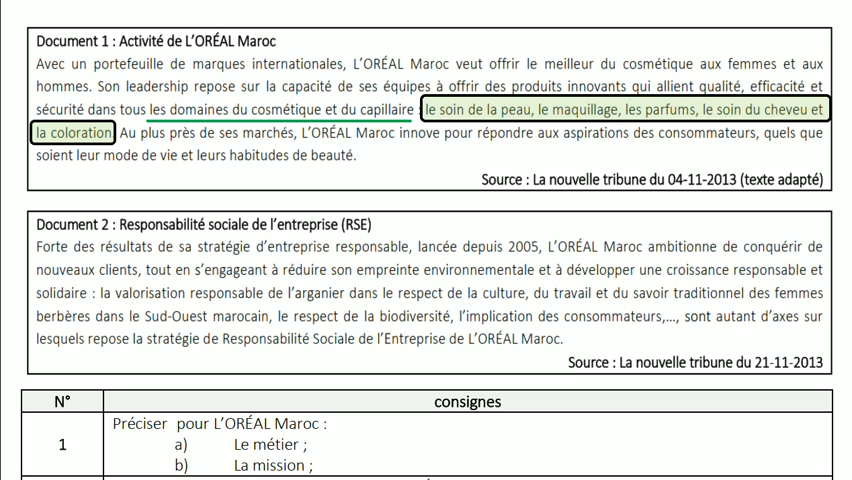 Document 1 : Activité de L’ORÉAL Maroc
Avec un portefeuille de marques internationales, L’ORÉAL Maroc veut offrir le meilleur du cosmétique aux femmes et aux
hommes. Son leadership repose sur la capacité de ses équipes à offrir des produits innovants qui allient qualité, efficacité et
sécurité dans tous les domaines du cosmétique et du capillaire : le soin de la peau, le maquillage, les parfums, le soin du cheveu et
la coloration. Au plus près de ses marchés, L’ORÉAL Maroc innove pour répondre aux aspirations des consommateurs, quels que
soient leur mode de vie et leurs habitudes de beauté.
Source : La nouvelle tribune du 04-11-2013 (texte adapté)
Document 2 : Responsabilité sociale de l’entreprise (RSE)
Forte des résultats de sa stratégie d’entreprise responsable, lancée depuis 2005, L’ORÉAL Maroc ambitionne de conquérir de
nouveaux clients, tout en s’engageant à réduire son empreinte environnementale et à développer une croissance responsable et
solidaire : la valorisation responsable de l’arganier dans le respect de la culture, du travail et du savoir traditionnel des femmes
berbères dans le Sud-Ouest marocain, le respect de la biodiversité, l’implication des consommateurs,…, sont autant d’axes sur
lesquels repose la stratégie de Responsabilité Sociale de l’Entreprise de L’ORÉAL Maroc.
Source : La nouvelle tribune du 21-11-2013
N° consignes
Préciser pour L’ORÉAL Maroc :
1 a) Le métier ;
b) La mission ;